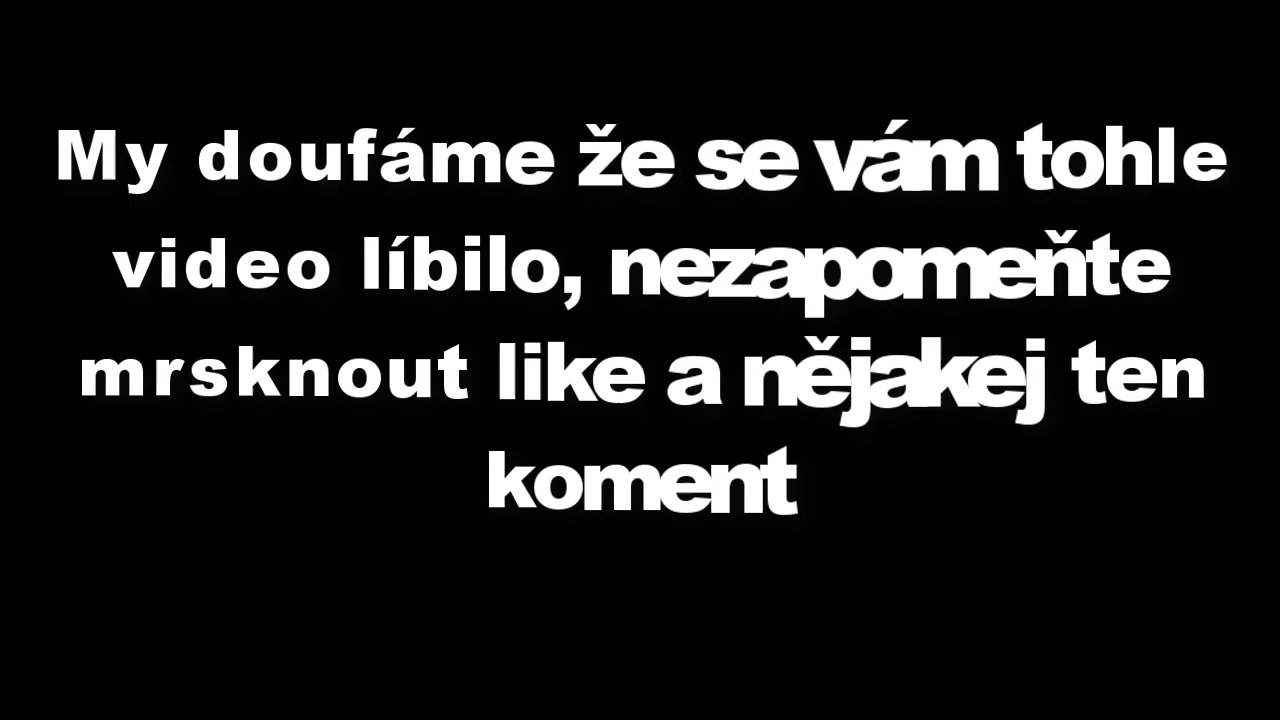 My doufáme že se vám tohle
video líbilo, nezapomeňte
mrsknout like a nějakej ten
koment